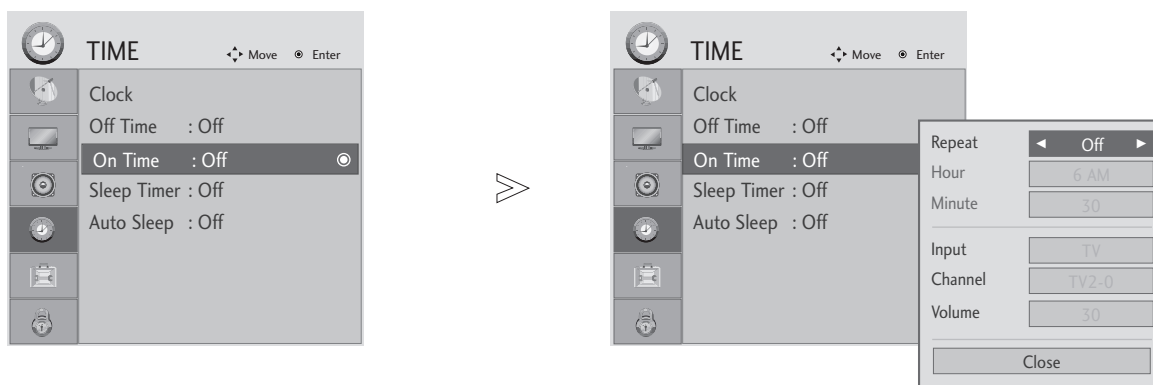 TIME Move Enter
Clock
Off Time : Off
On Time : Off
Sleep Timer : Off
Auto Sleep : Off
TIME Move Enter
Clock
Off Time : Off
On Time : Off
Sleep Timer : Off
Auto Sleep : Off
Repeat ◄ Off ►
Hour 6 AM
Minute 30
Input TV
Channel TV2-0
Volume 30
Close